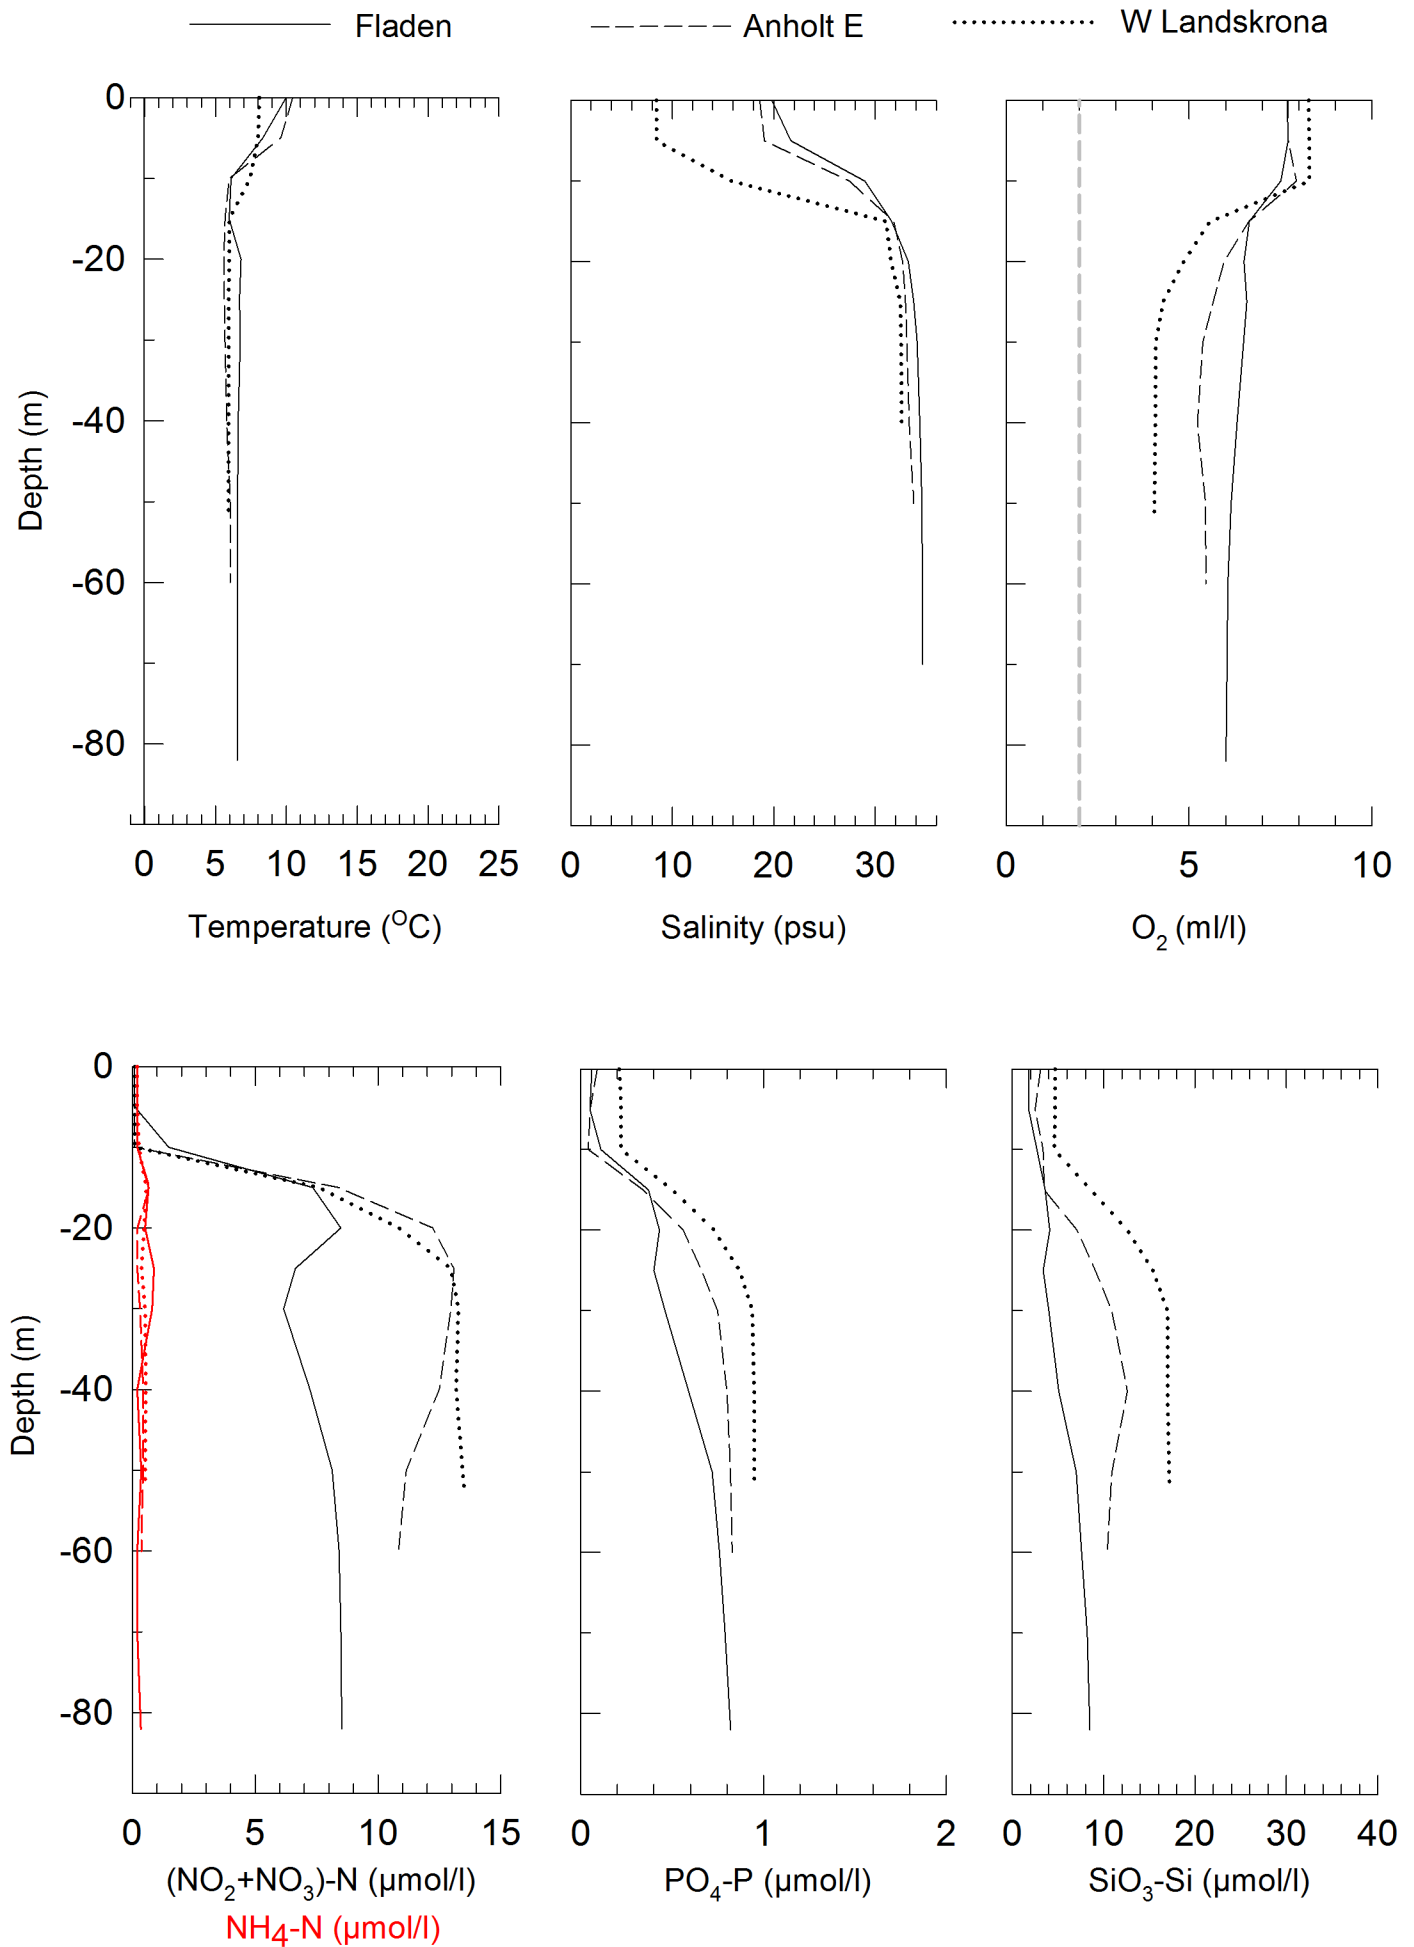 Fladen Anholt E W Landskrona
0
-20
-40
-60
-80
Depth (m)
0 5 10 15 20 25 0 10 20 30 0 5 10
Temperature (OC) Salinity (psu) O2 (ml/l)
0
-20
-40
-60
-80
Depth (m)
0 5 10 15 0 1 2 0 10 20 30 40
(NO2+NO3)-N (µmol/l) PO4-P (µmol/l) SiO3-Si (µmol/l)
NH4-N (µmol/l)